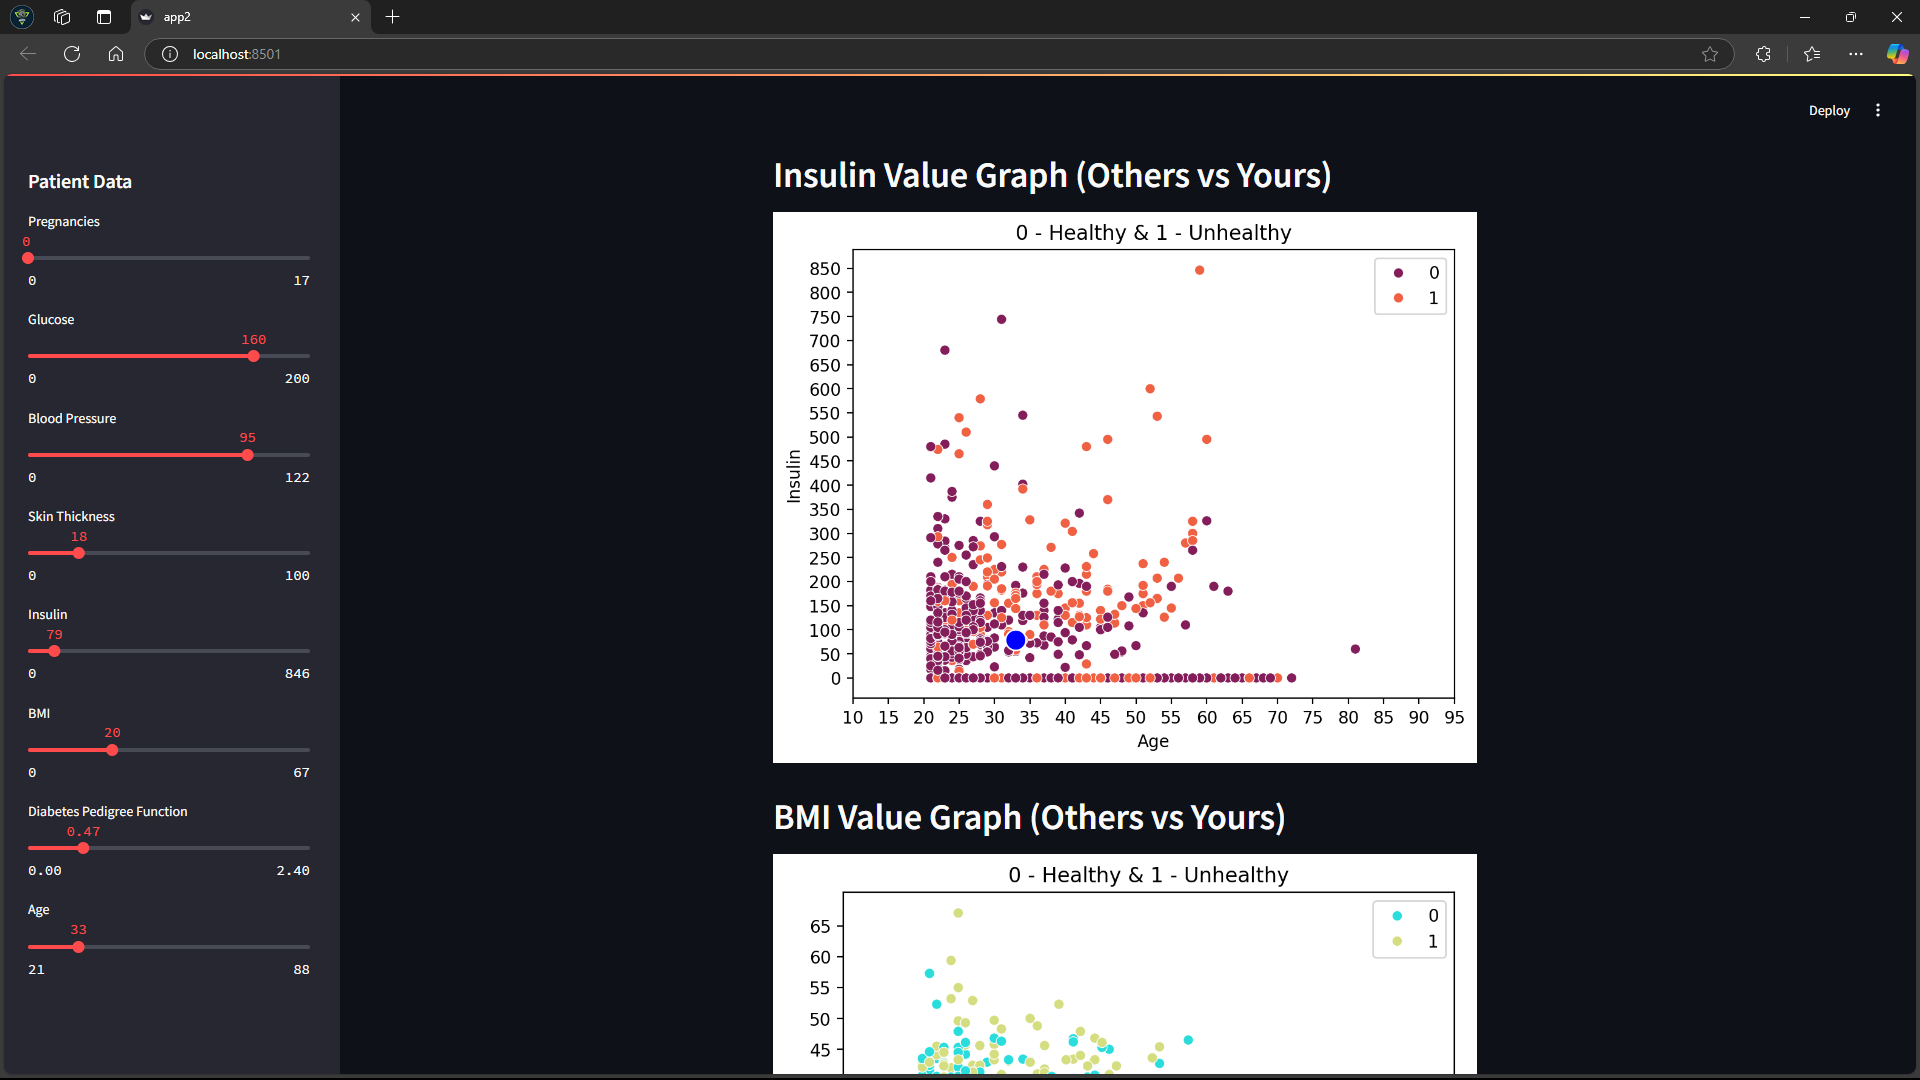 app2
localhost:8501
Deploy
Patient Data
Pregnancies
0
0 17
Glucose
160
0 200
Blood Pressure
95
0 122
Skin Thickness
18
0 100
Insulin
79
0 846
BMI
20
0 67
Diabetes Pedigree Function
0.47
0.00 2.40
Age
33
21 88
Insulin Value Graph (Others vs Yours)
0 - Healthy & 1 - Unhealthy
0
1
850
800
750
700
650
600
550
500
450
400
350
300
250
200
150
100
50
0
Insulin
10 15 20 25 30 35 40 45 50 55 60 65 70 75 80 85 90 95
Age
BMI Value Graph (Others vs Yours)
0 - Healthy & 1 - Unhealthy
0
1
65
60
55
50
45